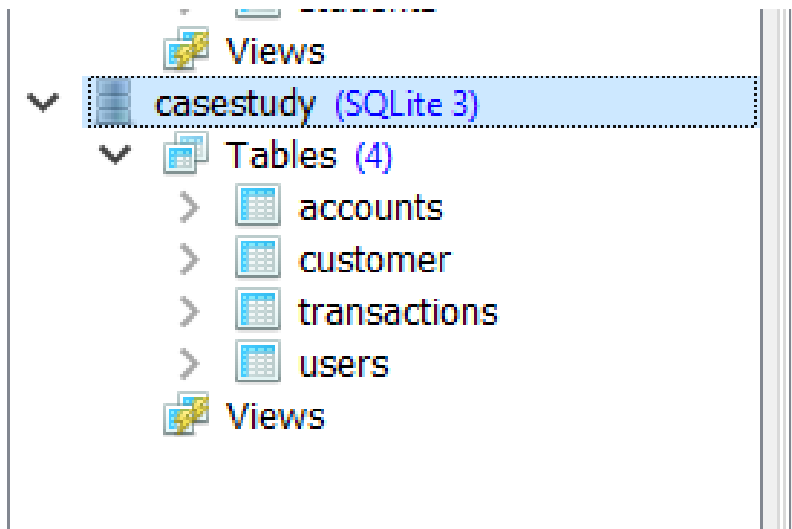 Views
casestudy (SQLite 3)
Tables (4)
accounts
customer
transactions
users
Views